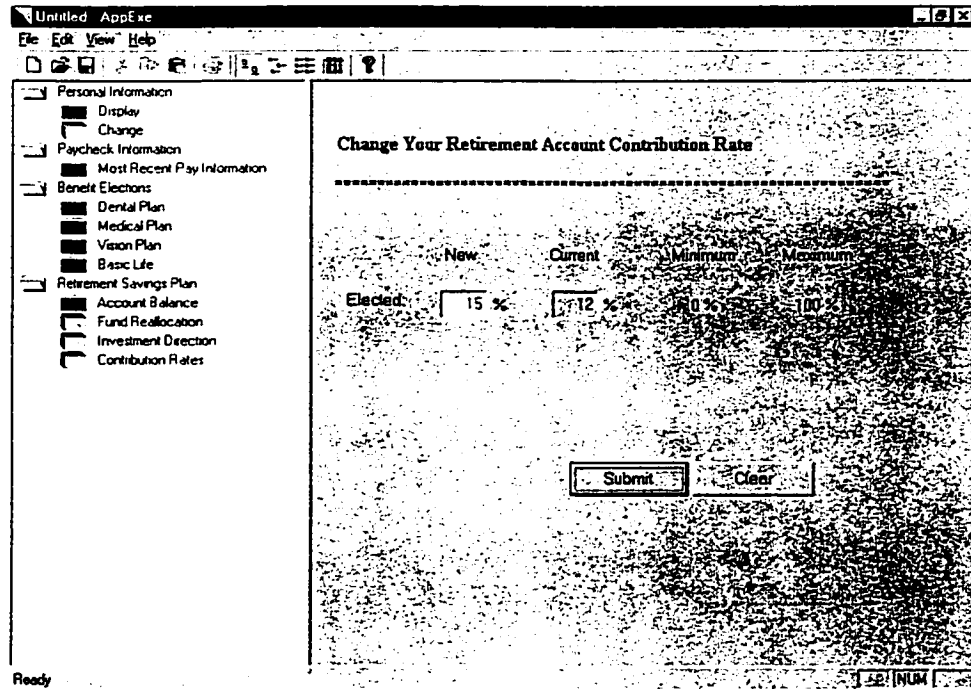 Untitled AppExe
File Edit View Help
Personal Information
Display
Change
Paycheck Information
Most Recent Pay Information
Benefit Elections
Dental Plan
Medical Plan
Vision Plan
Basic Life
Retirement Savings Plan
Account Balance
Fund Reallocation
Investment Direction
Contribution Rates
Change Your Retirement Account Contribution Rate
New Current Minimum Maximum
Elected: 15 % 12 % 0 % 100 %
Submit Clear
Ready NUM